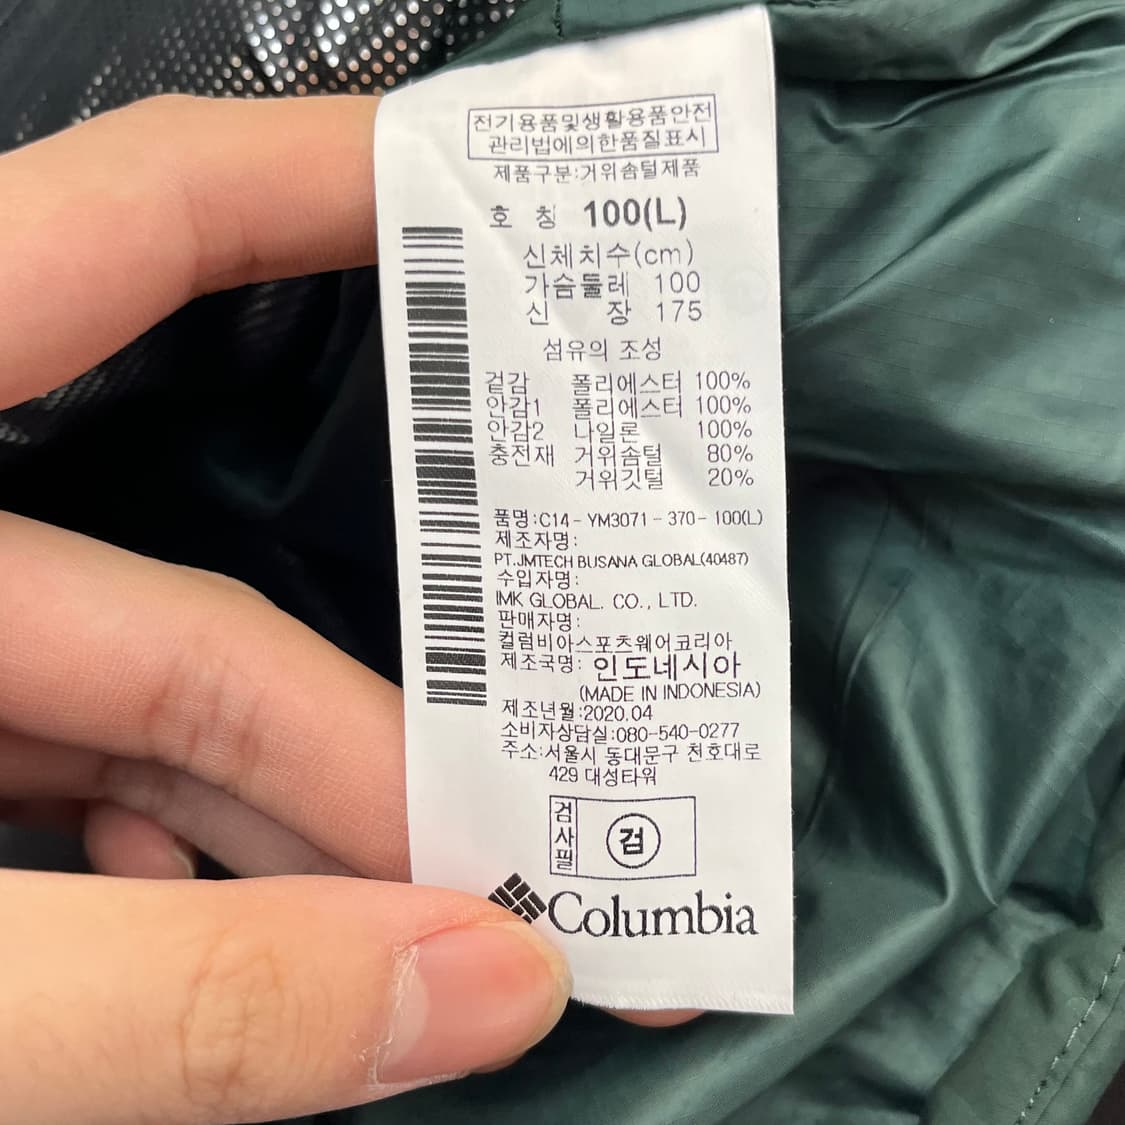 전기용품및생활용품안전
관리법에의한품질표시
제품구분:거위솜털제품
호 칭 100(L)
신체치수(cm)
가슴둘레 100
신 장 175
섬유의 조성
겉감 폴리에스터 100%
안감1 폴리에스터 100%
안감2 나일론 100%
충전재 거위솜털 80%
거위깃털 20%
품명:C14-YM3071-370-100(L)
제조자명:
PT.JMTECH BUSANA GLOBAL(40487)
수입자명:
IMK GLOBAL. CO., LTD.
판매자명:
컬럼비아스포츠웨어코리아
제조국명: 인도네시아
(MADE IN INDONESIA)
제조년월:2020.04
소비자상담실:080-540-0277
주소:서울시 동대문구 천호대로
429 대성타워
검사필 검
Columbia